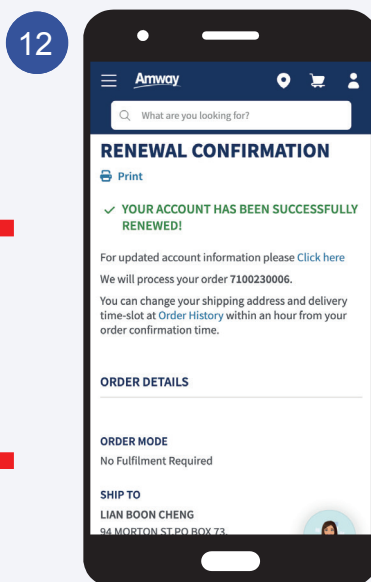 12
Amway
What are you looking for?
RENEWAL CONFIRMATION
Print
YOUR ACCOUNT HAS BEEN SUCCESSFULLY
RENEWED!
For updated account information please Click here
We will process your order 7100230006.
You can change your shipping address and delivery
time-slot at Order History within an hour from your
order confirmation time.
ORDER DETAILS
ORDER MODE
No Fulfilment Required
SHIP TO
LIAN BOON CHENG
94 MORTON ST,PO BOX 73,